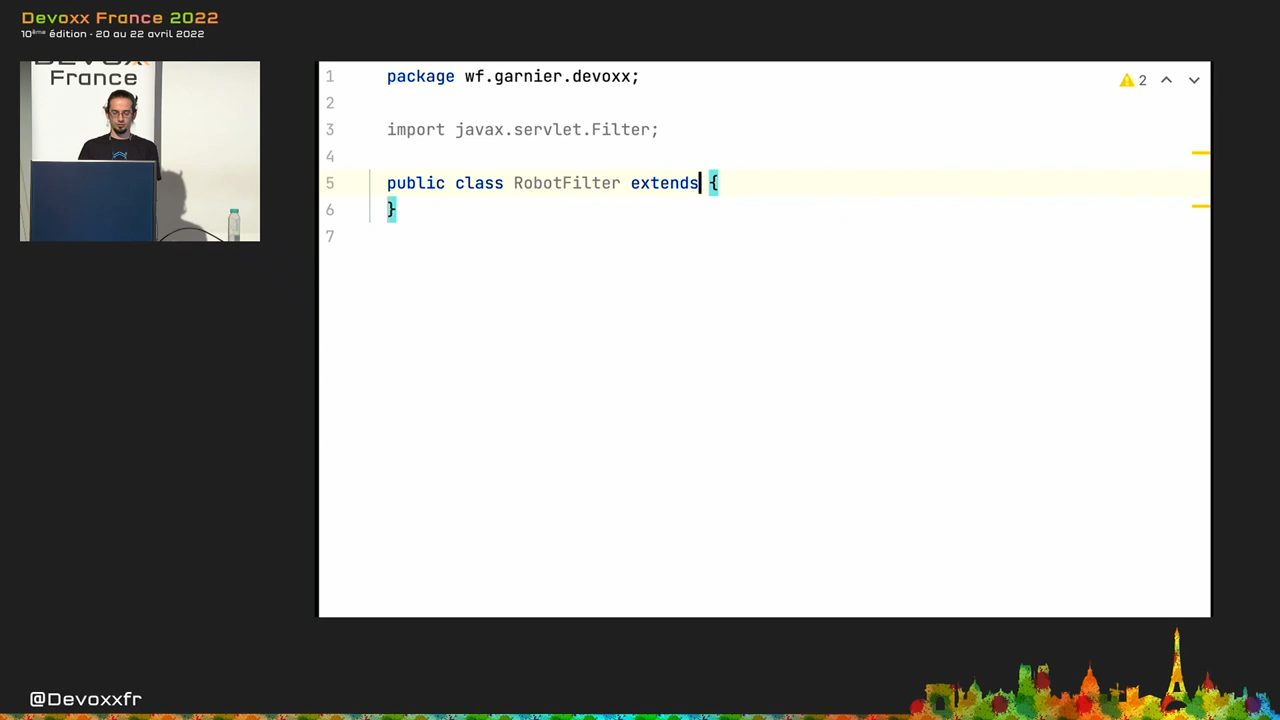 Devoxx France 2022
10ème édition - 20 au 22 avril 2022
DEVOXX
France
1 package wf.garnier.devoxx;
2
2
3 import javax.servlet.Filter;
4
5 public class RobotFilter extends {
6 }
7
@Devoxxfr